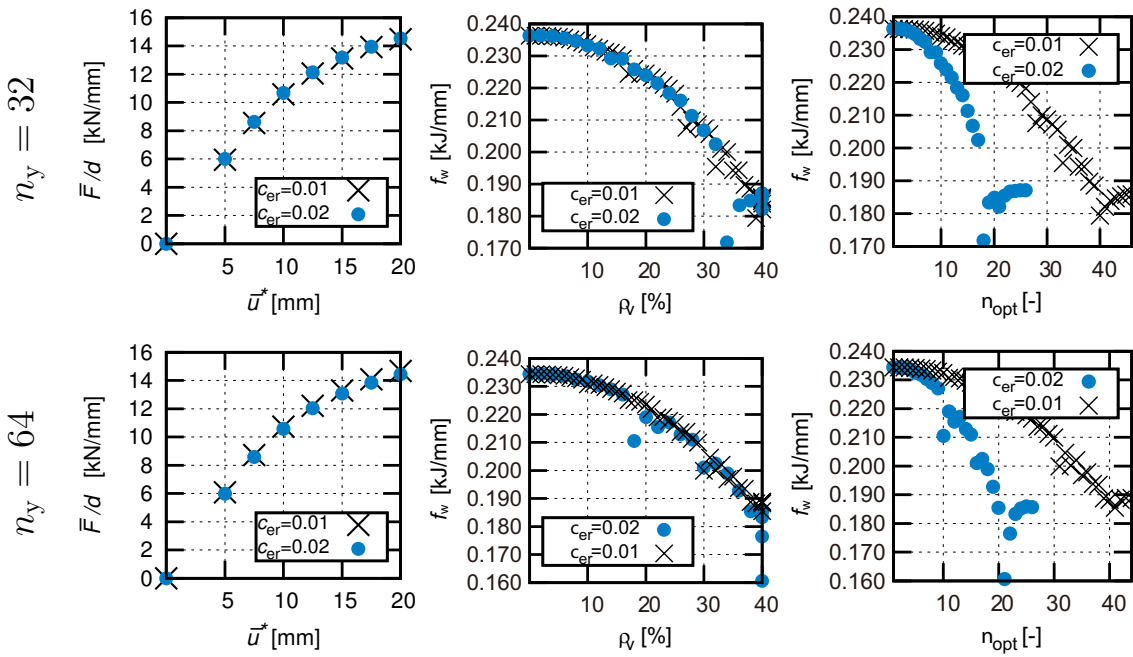 n_y = 32
F̅/d [kN/mm]
16
14
12
10
8
6
4
2
0
5
10
15
20
u̅* [mm]
c_er=0.01
c_er=0.02
f_w [kJ/mm]
0.240
0.230
0.220
0.210
0.200
0.190
0.180
0.170
10
20
30
40
ρ_v [%]
c_er=0.01
c_er=0.02
f_w [kJ/mm]
0.240
0.230
0.220
0.210
0.200
0.190
0.180
0.170
10
20
30
40
n_opt [-]
c_er=0.01
c_er=0.02
n_y = 64
F̅/d [kN/mm]
16
14
12
10
8
6
4
2
0
5
10
15
20
u̅* [mm]
c_er=0.01
c_er=0.02
f_w [kJ/mm]
0.240
0.230
0.220
0.210
0.200
0.190
0.180
0.170
0.160
10
20
30
40
ρ_v [%]
c_er=0.02
c_er=0.01
f_w [kJ/mm]
0.240
0.230
0.220
0.210
0.200
0.190
0.180
0.170
0.160
10
20
30
40
n_opt [-]
c_er=0.02
c_er=0.01